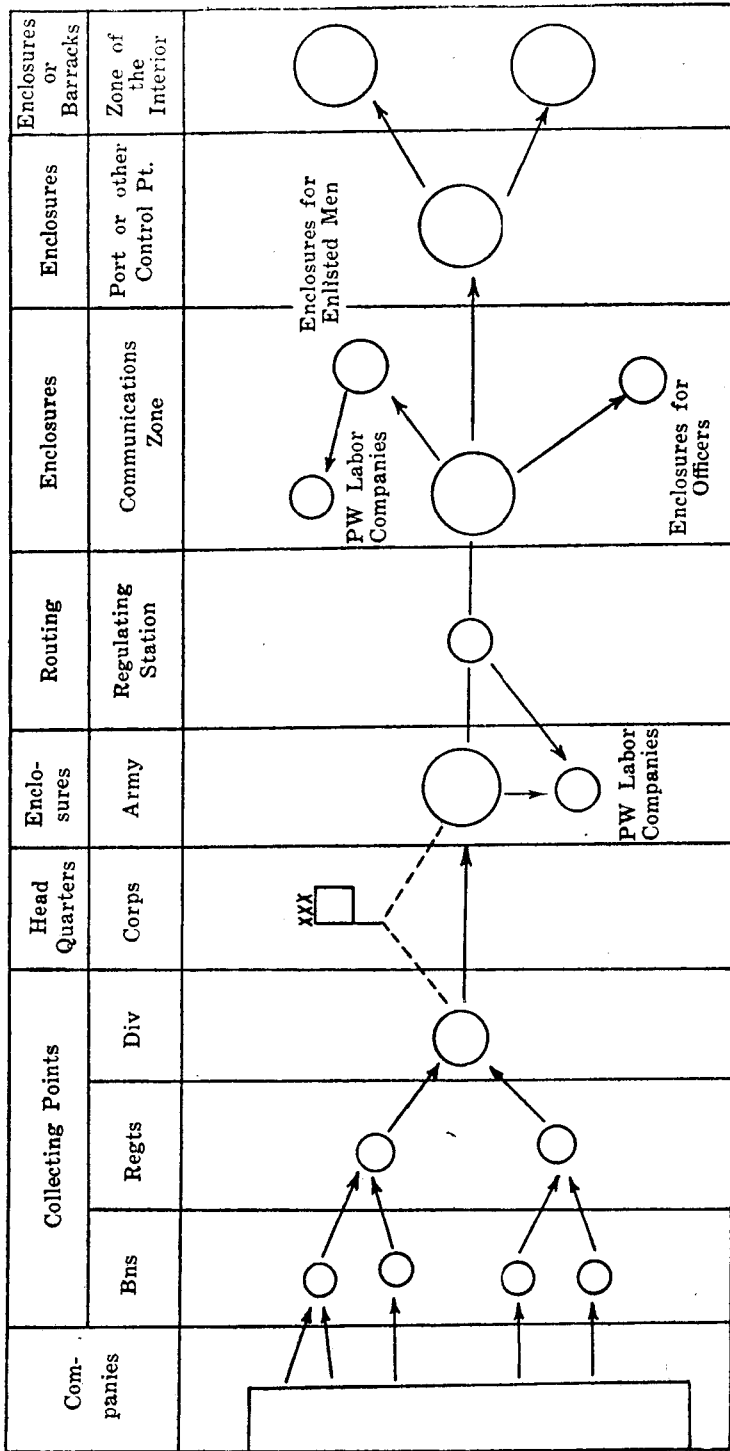 Com-
panies
Collecting Points
Bns
Regts
Div
Head
Quarters
Corps
XXX
Enclo-
sures
Army
PW Labor
Companies
Routing
Regulating
Station
Enclosures
Communications
Zone
PW Labor
Companies
Enclosures for
Enlisted Men
Enclosures for
Officers
Enclosures
Port or other
Control Pt.
Enclosures
or
Barracks
Zone of
the
Interior